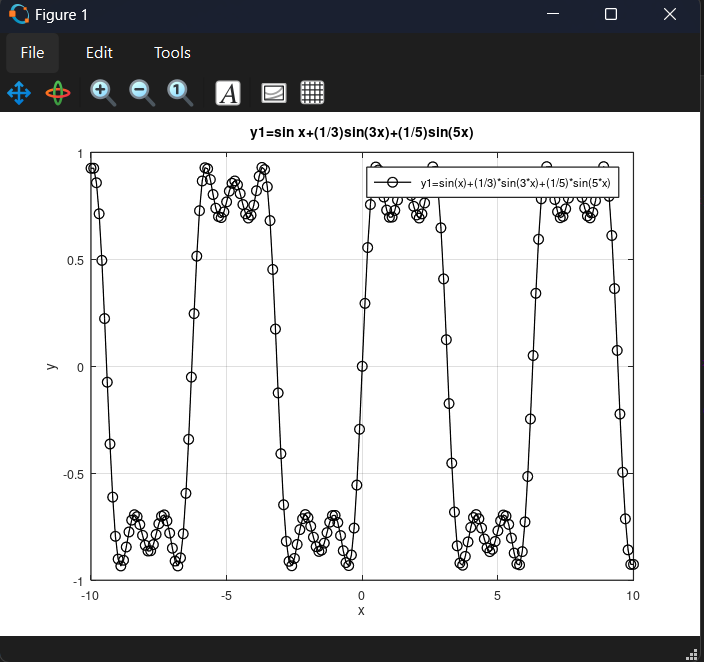 Figure 1
File Edit Tools
A
y1=sin x+(1/3)sin(3x)+(1/5)sin(5x)
y1=sin(x)+(1/3)*sin(3*x)+(1/5)*sin(5*x)
1
0.5
0
-0.5
-1
y
-10 -5 0 5 10
x